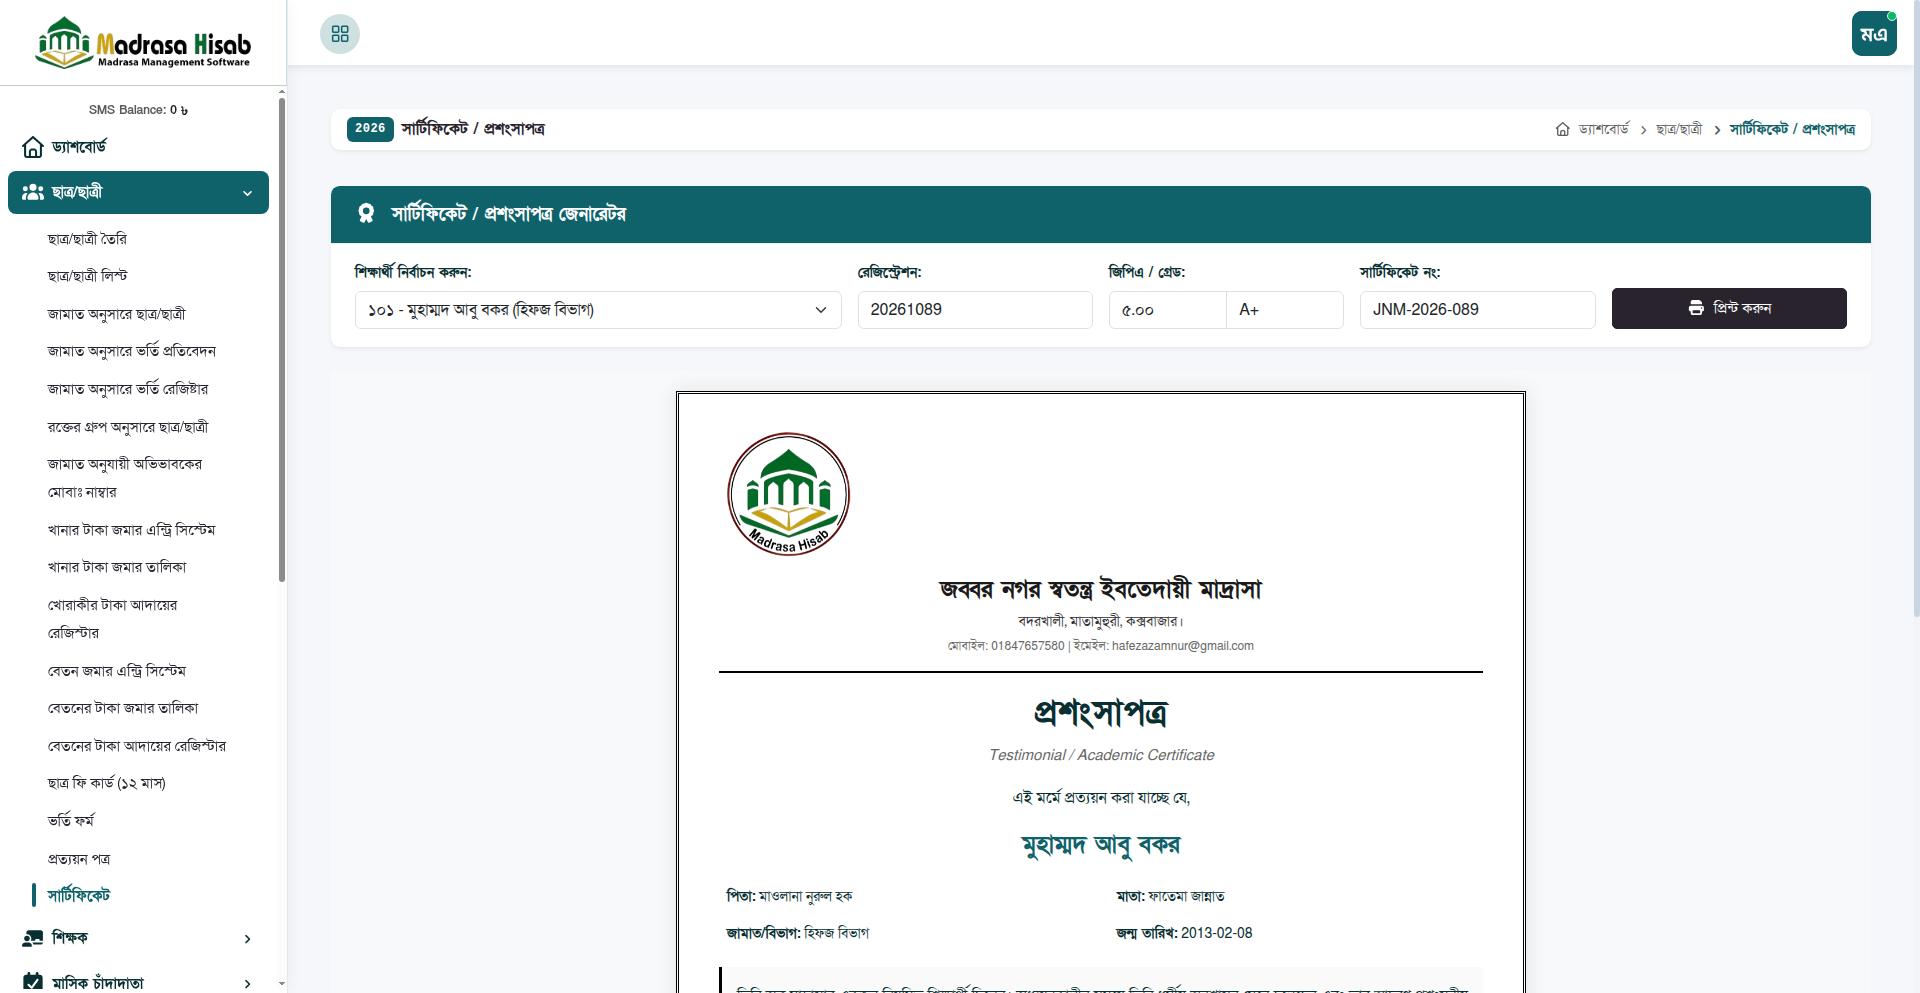 Madrasa Hisab
Madrasa Management Software
SMS Balance: 0 ৳
ড্যাশবোর্ড
ছাত্র/ছাত্রী
ছাত্র/ছাত্রী তৈরি
ছাত্র/ছাত্রী লিস্ট
জামাত অনুসারে ছাত্র/ছাত্রী
জামাত অনুসারে ভর্তি প্রতিবেদন
জামাত অনুসারে ভর্তি রেজিষ্টার
রক্তের গ্রুপ অনুসারে ছাত্র/ছাত্রী
জামাত অনুযায়ী অভিভাবকের
মোবাঃ নাম্বার
খানার টাকা জমার এন্ট্রি সিস্টেম
খানার টাকা জমার তালিকা
খোরাকীর টাকা আদায়ের
রেজিস্টার
বেতন জমার এন্ট্রি সিস্টেম
বেতনের টাকা জমার তালিকা
বেতনের টাকা আদায়ের রেজিস্টার
ছাত্র ফি কার্ড (১২ মাস)
ভর্তি ফর্ম
প্রত্যয়ন পত্র
সার্টিফিকেট
শিক্ষক
মাসিক চাঁদাদাতা
মএ
2026 সার্টিফিকেট / প্রশংসাপত্র
ড্যাশবোর্ড > ছাত্র/ছাত্রী > সার্টিফিকেট / প্রশংসাপত্র
সার্টিফিকেট / প্রশংসাপত্র জেনারেটর
শিক্ষার্থী নির্বাচন করুন: রেজিস্ট্রেশন: জিপিএ / গ্রেড: সার্টিফিকেট নং:
১০১ - মুহাম্মদ আবু বকর (হিফজ বিভাগ) 20261089 ৫.০০ A+ JNM-2026-089 প্রিন্ট করুন
Madrasa Hisab
জব্বর নগর স্বতন্ত্র ইবতেদায়ী মাদ্রাসা
বদরখালী, মাতামুহুরী, কক্সবাজার।
মোবাইল: 01847657580 | ইমেইল: hafezazamnur@gmail.com
প্রশংসাপত্র
Testimonial / Academic Certificate
এই মর্মে প্রত্যয়ন করা যাচ্ছে যে,
মুহাম্মদ আবু বকর
পিতা: মাওলানা নুরুল হক মাতা: ফাতেমা জান্নাত
জামাত/বিভাগ: হিফজ বিভাগ জন্ম তারিখ: 2013-02-08